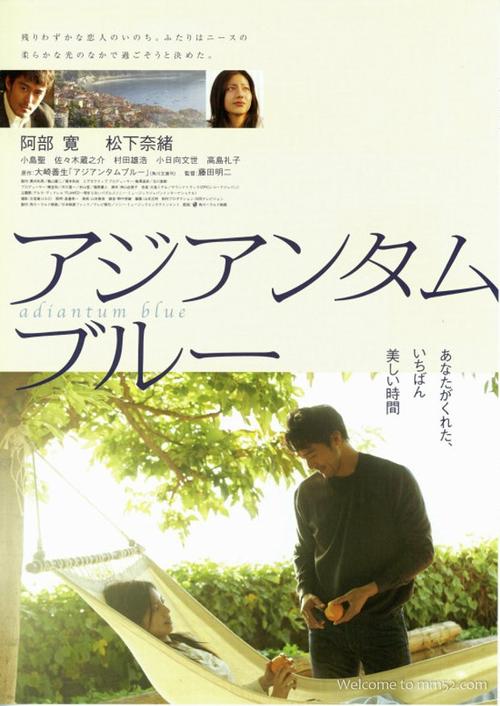 残りわずかな恋人のいのち。ふたりはニースの
柔らかな光のなかで過ごそうと決めた。
阿部 寛 松下奈緒
小島聖 佐々木蔵之介 村田雄浩 小日向文世 高島礼子
原作:大崎善生「アジアンタムブルー」(角川文庫刊) 監督:藤田明二
アジアンタム
adiantum blue
ブルー
あなたがくれた、
いちばん
美しい時間
Welcome to mm52.com